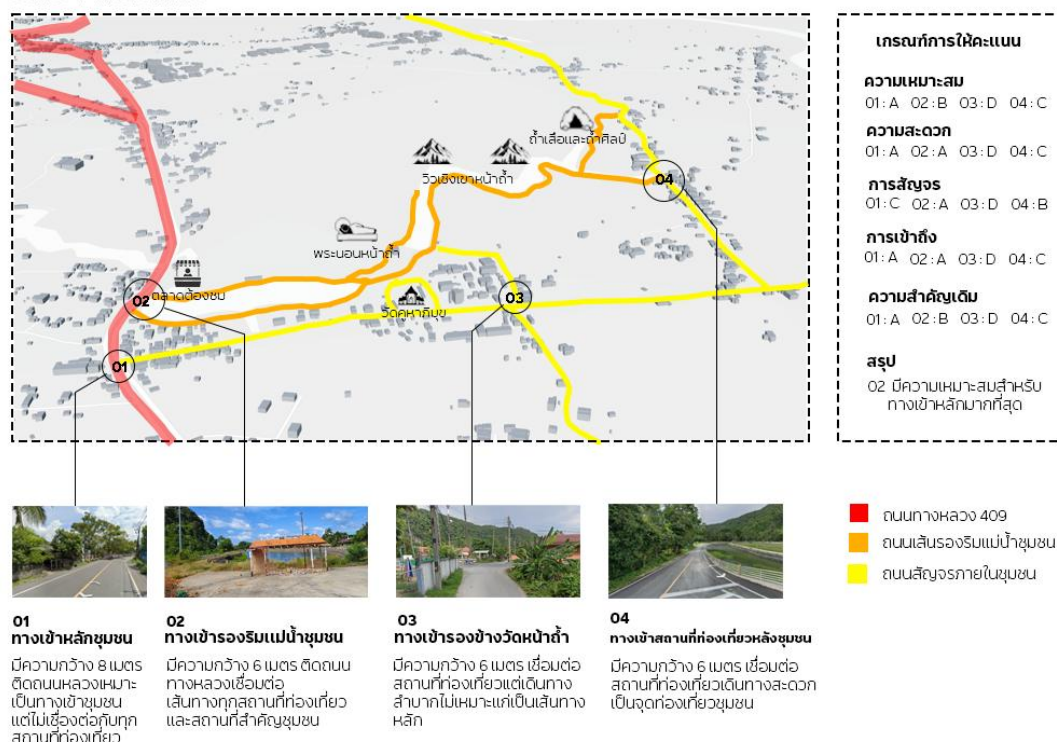 ถ้ำเสือและถ้ำศิลป์
วิวเชิงเขาหน้าถ้ำ
04
พระนอนหน้าถ้ำ
02
ตลาดต้องชม
วัดคูหาภิมุข
03
01
เกรณฑ์การให้คะแนน
ความเหมาะสม
01:A 02:B 03:D 04:C
ความสะดวก
01:A 02:A 03:D 04:C
การสัญจร
01:C 02:A 03:D 04:B
การเข้าถึง
01:A 02:A 03:D 04:C
ความสำคัญเดิม
01:A 02:B 03:D 04:C
สรุป
02 มีความเหมาะสมสำหรับ
ทางเข้าหลักมากที่สุด
ถนนทางหลวง 409
ถนนเส้นรองริมแม่น้ำชุมชน
ถนนสัญจรภายในชุมชน
01
ทางเข้าหลักชุมชน
มีความกว้าง 8 เมตร
ติดถนนหลวงเหมาะ
เป็นทางเข้าชุมชน
แต่ไม่เชื่องต่อกับทุก
สถานที่ท่องเที่ยว
02
ทางเข้ารองริมแม่น้ำชุมชน
มีความกว้าง 6 เมตร ติดถนน
ทางหลวงเชื่อมต่อ
เส้นทางทุกสถานที่ท่องเที่ยว
และสถานที่สำคัญชุมชน
03
ทางเข้ารองข้างวัดหน้าถ้ำ
มีความกว้าง 6 เมตร เชื่อมต่อ
สถานที่ท่องเที่ยวแต่เดินทาง
ลำบากไม่เหมาะแก่เป็นเส้นทาง
หลัก
04
ทางเข้าสถานที่ท่องเที่ยวหลังชุมชน
มีความกว้าง 6 เมตร เชื่อมต่อ
สถานที่ท่องเที่ยวเดินทางสะดวก
เป็นจุดท่องเที่ยวชุมชน